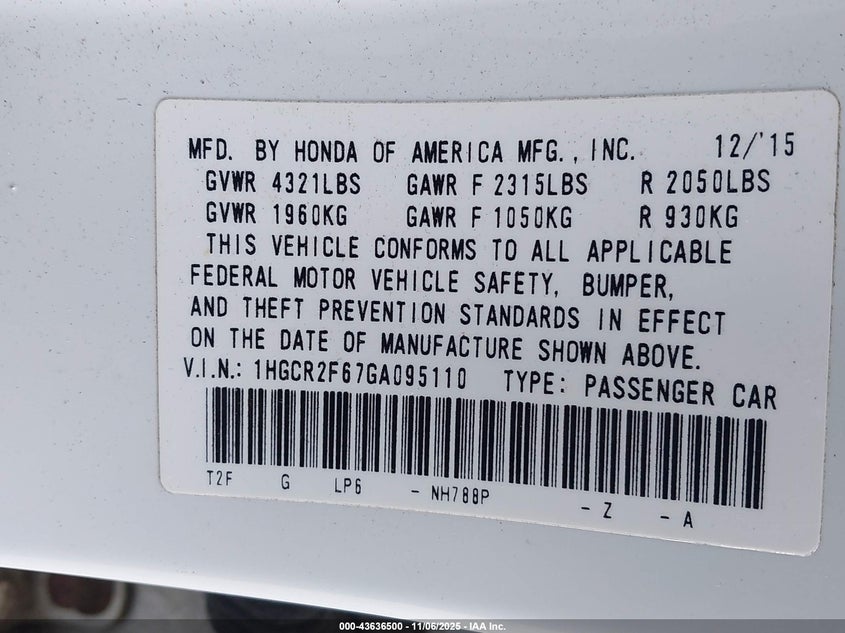 MFD. BY HONDA OF AMERICA MFG., INC. 12/'15
GVWR 4321LBS GAWR F 2315LBS R 2050LBS
GVWR 1960KG GAWR F 1050KG R 930KG
THIS VEHICLE CONFORMS TO ALL APPLICABLE
FEDERAL MOTOR VEHICLE SAFETY, BUMPER,
AND THEFT PREVENTION STANDARDS IN EFFECT
ON THE DATE OF MANUFACTURE SHOWN ABOVE.
V.I.N.: 1HGCR2F67GA095110 TYPE: PASSENGER CAR
T2F G LP6 - NH788P - Z - A
000-43636500 - 11/06/2025 - IAA Inc.